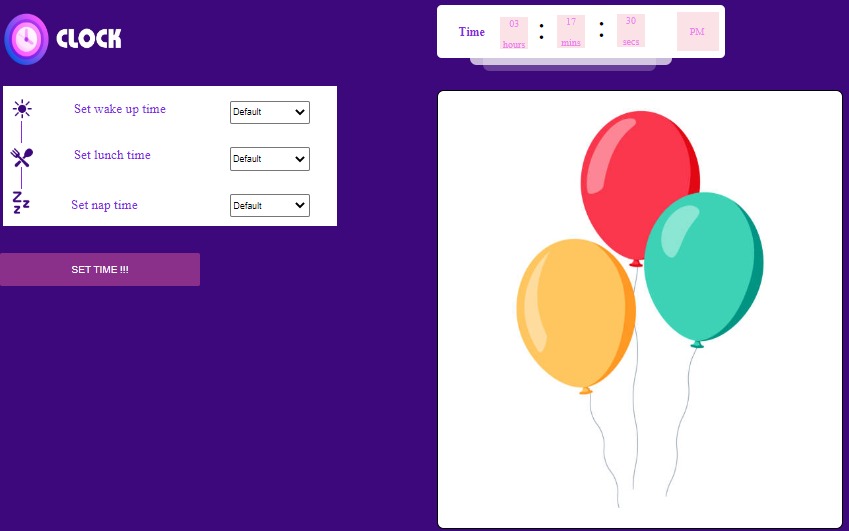 CLOCK
Time
03
hours
:
17
mins
:
30
secs
PM
Set wake up time
Default
Set lunch time
Default
Zzz
Set nap time
Default
SET TIME !!!